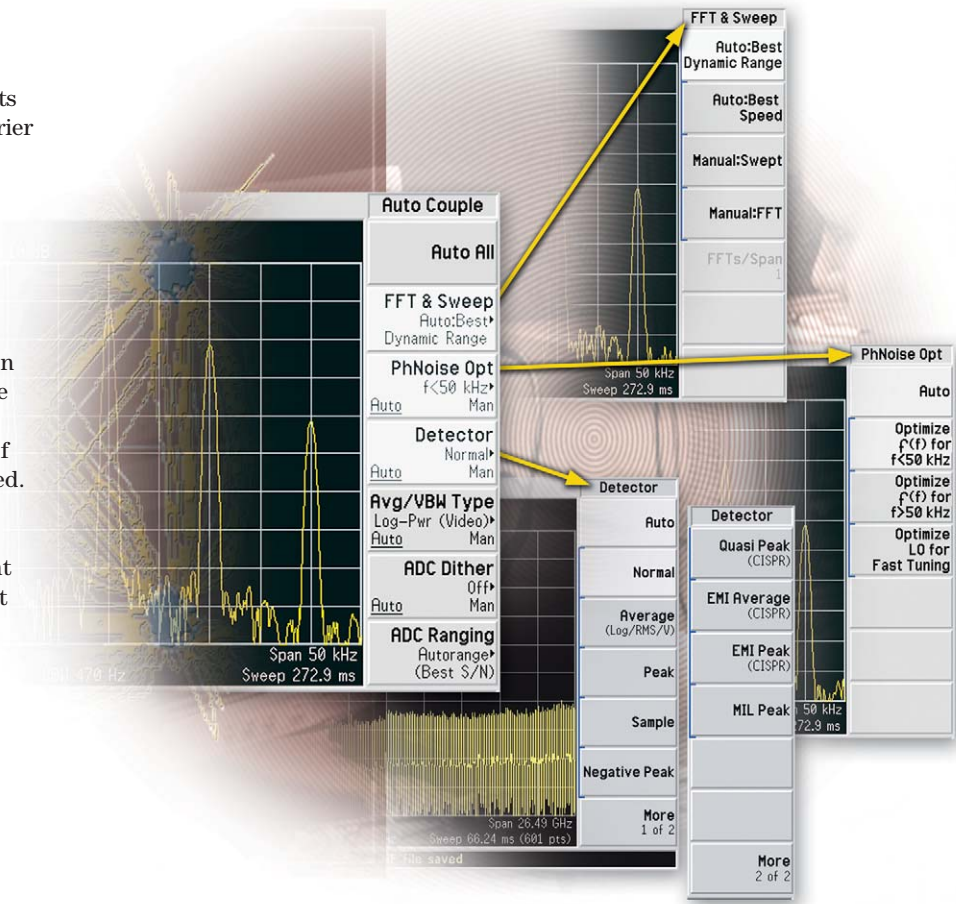 ts
rier
n
e
f
ed.
nt
t
Auto Couple
Auto All
FFT & Sweep
Auto:Best
Dynamic Range
PhNoise Opt
f<50 kHz
Auto Man
Detector
Normal
Auto Man
Avg/VBW Type
Log-Pwr (Video)
Auto Man
ADC Dither
Off
Auto Man
ADC Ranging
Autorange
(Best S/N)
Span 50 kHz
Sweep 272.9 ms
470 Hz
FFT & Sweep
Auto:Best
Dynamic Range
Auto:Best
Speed
Manual:Swept
Manual:FFT
FFTs/Span
1
Span 50 kHz
Sweep 272.9 ms
PhNoise Opt
Auto
Optimize
ℒ(f) for
f<50 kHz
Optimize
ℒ(f) for
f>50 kHz
Optimize
LO for
Fast Tuning
50 kHz
72.9 ms
Detector
Auto
Normal
Average
(Log/RMS/V)
Peak
Sample
Negative Peak
More
1 of 2
Span 26.49 GHz
Sweep 66.24 ms (601 pts)
file saved
Detector
Quasi Peak
(CISPR)
EMI Average
(CISPR)
EMI Peak
(CISPR)
MIL Peak
More
2 of 2